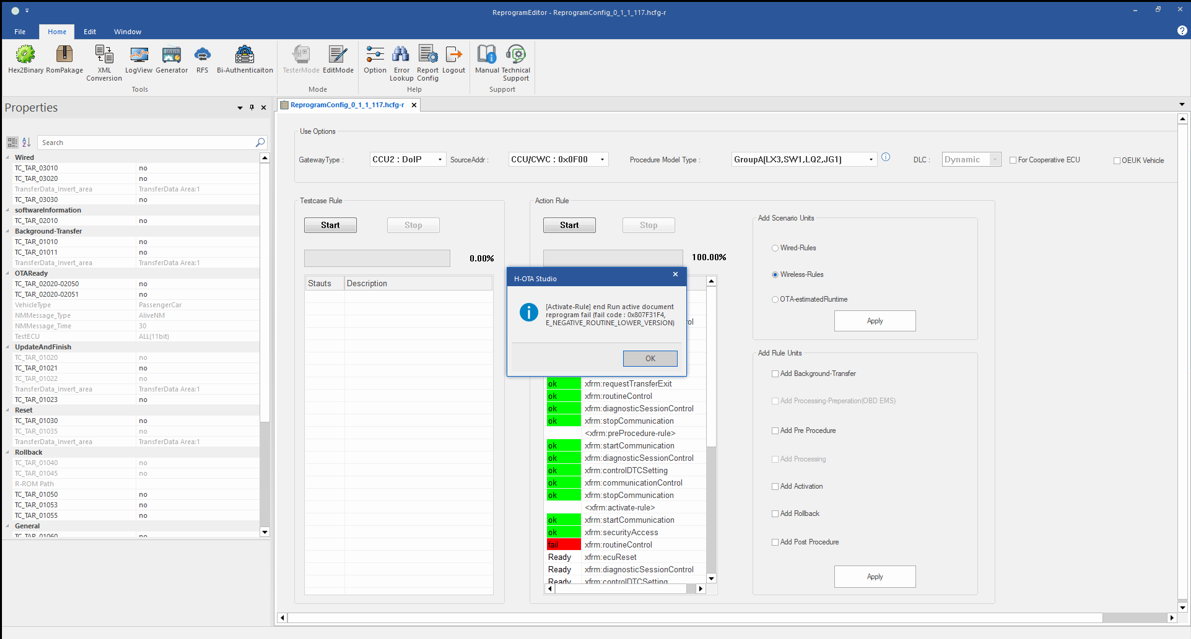 ReprogramEditor - ReprogramConfig_0_1_1_117.hcfg-r
File Home Edit Window
Hex2Binary RomPakage XML Conversion LogView Generator RFS Bi-Authenticaiton TesterMode EditMode Option Error Lookup Report Config Logout Manual Technical Support
Tools Mode Help Support
Properties
ReprogramConfig_0_1_1_117.hcfg-r
Search
Wired
TC_TAR_03010 no
TC_TAR_03020 no
TransferData_Invert_area TransferData Area:1
TC_TAR_03030 no
softwareInformation
TC_TAR_02010 no
Background-Transfer
TC_TAR_01010 no
TC_TAR_01011 no
TransferData_Invert_area TransferData Area:1
OTAReady
TC_TAR_02020-02050 no
TC_TAR_02020-02051 no
VehicleType PassengerCar
NMMessage_Type AliveNM
NMMessage_Time 30
TestECU ALL(11bit)
UpdateAndFinish
TC_TAR_01020 no
TC_TAR_01021 no
TC_TAR_01022 no
TransferData_Invert_area TransferData Area:1
TC_TAR_01023 no
Reset
TC_TAR_01030 no
TC_TAR_01035 no
TransferData_invert_area TransferData Area:1
Rollback
TC_TAR_01040 no
TC_TAR_01045 no
R-ROM Path
TC_TAR_01050 no
TC_TAR_01053 no
TC_TAR_01055 no
General
TC_TAR_01060 no
Use Options
GatewayType : CCU2 : DoIP SourceAddr : CCU/CWC : 0x0F00 Procedure Model Type : GroupA(LX3,SW1,LQ2,JG1) DLC : Dynamic For Cooperative ECU OEUK Vehicle
Testcase Rule
Start Stop
0.00%
Stauts Description
Action Rule
Start Stop
100.00%
H-OTA Studio
[Activate-Rule] end Run active document
reprogram fail (fail code : 0x807F31F4,
E_NEGATIVE_ROUTINE_LOWER_VERSION)
OK
ok xfrm:requestTransferExit
ok xfrm:routineControl
ok xfrm:diagnosticSessionControl
ok xfrm:stopCommunication
<xfrm:preProcedure-rule>
ok xfrm:startCommunication
ok xfrm:diagnosticSessionControl
ok xfrm:controlDTCSetting
ok xfrm:communicationControl
ok xfrm:stopCommunication
<xfrm:activate-rule>
ok xfrm:startCommunication
ok xfrm:securityAccess
xfrm:routineControl
Ready xfrm:ecuReset
Ready xfrm:diagnosticSessionControl
Ready xfrm:controlDTCSetting
Add Scenario Units
Wired-Rules
Wireless-Rules
OTA-estimatedRuntime
Apply
Add Rule Units
Add Background-Transfer
Add Processing-Preperation(OBD EMS)
Add Pre Procedure
Add Processing
Add Activation
Add Rollback
Add Post Procedure
Apply